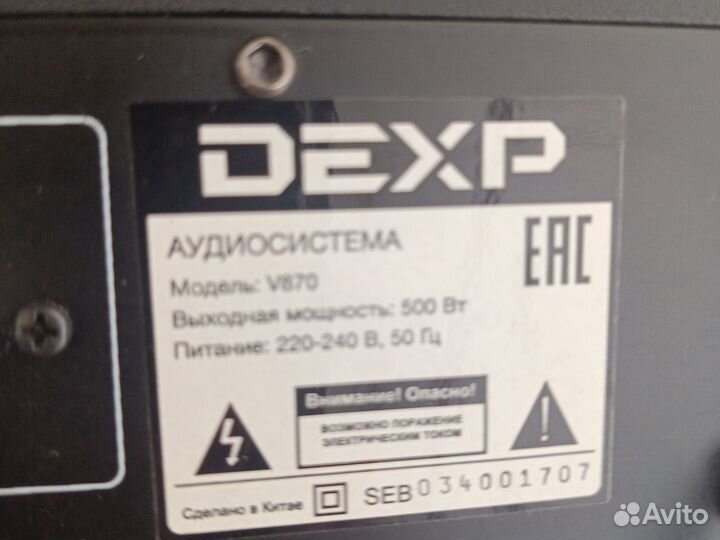 DEXP
АУДИОСИСТЕМА
Модель: V870
Выходная мощность: 500 Вт
Питание: 220-240 В, 50 Гц
EAC
Внимание! Опасно!
ВОЗМОЖНО ПОРАЖЕНИЕ
ЭЛЕКТРИЧЕСКИМ ТОКОМ
Сделано в Китае
SEB034001707
Avito